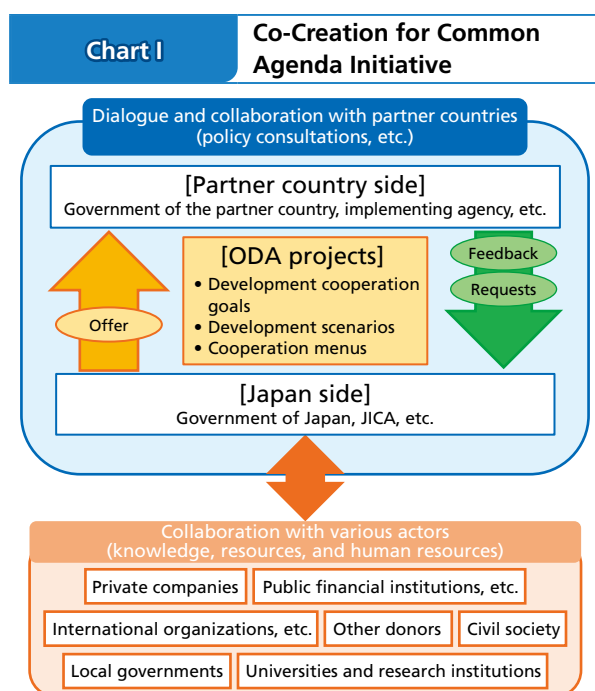 Chart I
Co-Creation for Common
Agenda Initiative
Dialogue and collaboration with partner countries
(policy consultations, etc.)
[Partner country side]
Government of the partner country, implementing agency, etc.
Offer
[ODA projects]
• Development cooperation
goals
• Development scenarios
• Cooperation menus
Feedback
Requests
[Japan side]
Government of Japan, JICA, etc.
Collaboration with various actors
(knowledge, resources, and human resources)
Private companies
Public financial institutions, etc.
International organizations, etc.
Other donors
Civil society
Local governments
Universities and research institutions